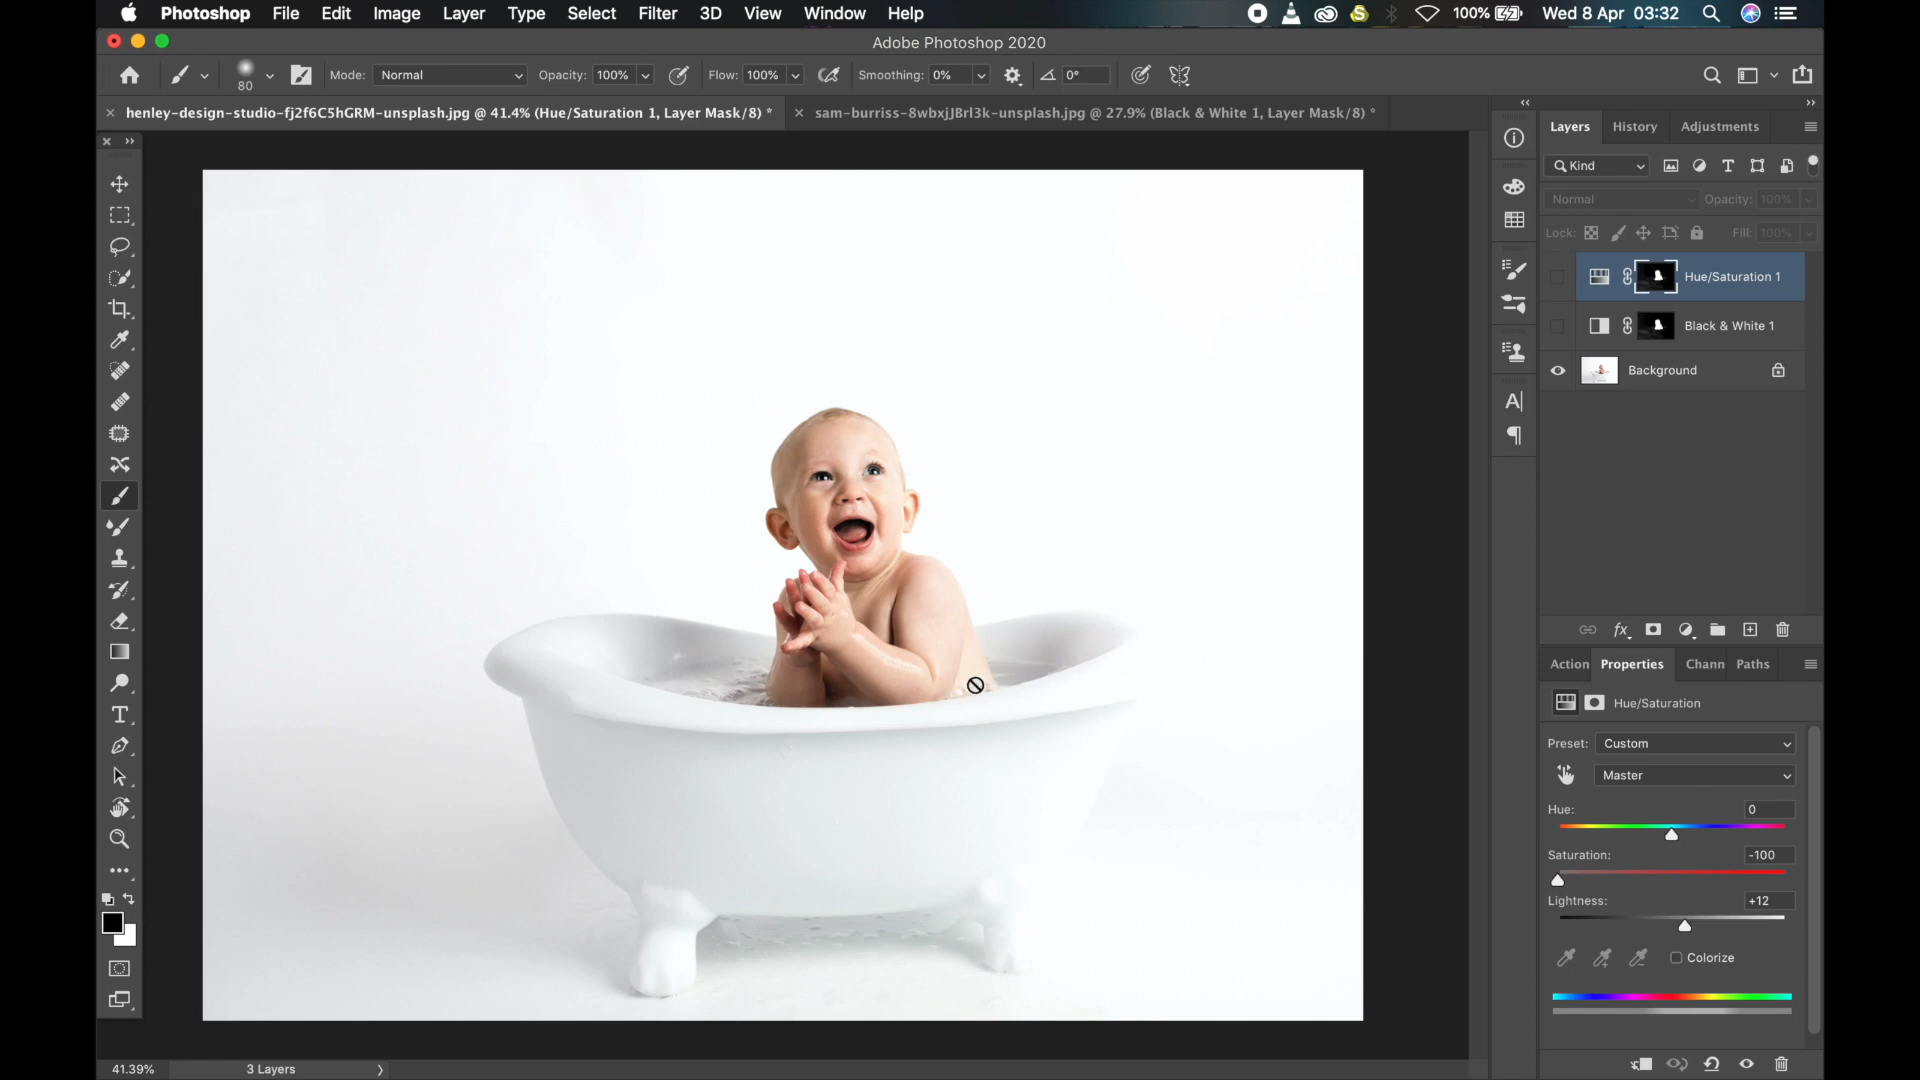 Photoshop File Edit Image Layer Type Select Filter 3D View Window Help 100% Wed 8 Apr 03:32
Adobe Photoshop 2020
80 Mode: Normal Opacity: 100% Flow: 100% Smoothing: 0% 0°
henley-design-studio-fj2f6C5hGRM-unsplash.jpg @ 41.4% (Hue/Saturation 1, Layer Mask/8) * sam-burriss-8wbxjJBrl3k-unsplash.jpg @ 27.9% (Black & White 1, Layer Mask/8) *
Layers History Adjustments
Kind
Normal Opacity: 100%
Lock: Fill: 100%
Hue/Saturation 1
Black & White 1
Background
Action Properties Chann Paths
Hue/Saturation
Preset: Custom
Master
Hue: 0
Saturation: -100
Lightness: +12
Colorize
41.39% 3 Layers